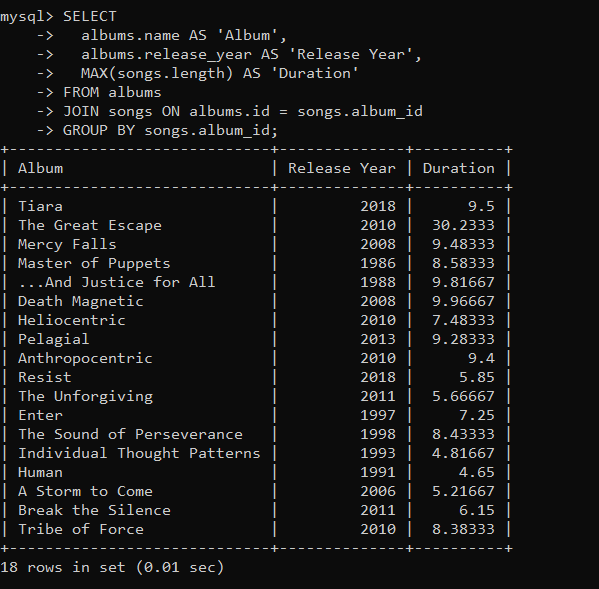 mysql> SELECT
    ->   albums.name AS 'Album',
    ->   albums.release_year AS 'Release Year',
    ->   MAX(songs.length) AS 'Duration'
    -> FROM albums
    -> JOIN songs ON albums.id = songs.album_id
    -> GROUP BY songs.album_id;
+-----------------------------+--------------+----------+
| Album                       | Release Year | Duration |
+-----------------------------+--------------+----------+
| Tiara                       |         2018 |      9.5 |
| The Great Escape            |         2010 |  30.2333 |
| Mercy Falls                 |         2008 |  9.48333 |
| Master of Puppets           |         1986 |  8.58333 |
| ...And Justice for All      |         1988 |  9.81667 |
| Death Magnetic              |         2008 |  9.96667 |
| Heliocentric                |         2010 |  7.48333 |
| Pelagial                    |         2013 |  9.28333 |
| Anthropocentric             |         2010 |      9.4 |
| Resist                      |         2018 |     5.85 |
| The Unforgiving             |         2011 |  5.66667 |
| Enter                       |         1997 |     7.25 |
| The Sound of Perseverance   |         1998 |  8.43333 |
| Individual Thought Patterns |         1993 |  4.81667 |
| Human                       |         1991 |     4.65 |
| A Storm to Come             |         2006 |  5.21667 |
| Break the Silence           |         2011 |     6.15 |
| Tribe of Force              |         2010 |  8.38333 |
+-----------------------------+--------------+----------+
18 rows in set (0.01 sec)